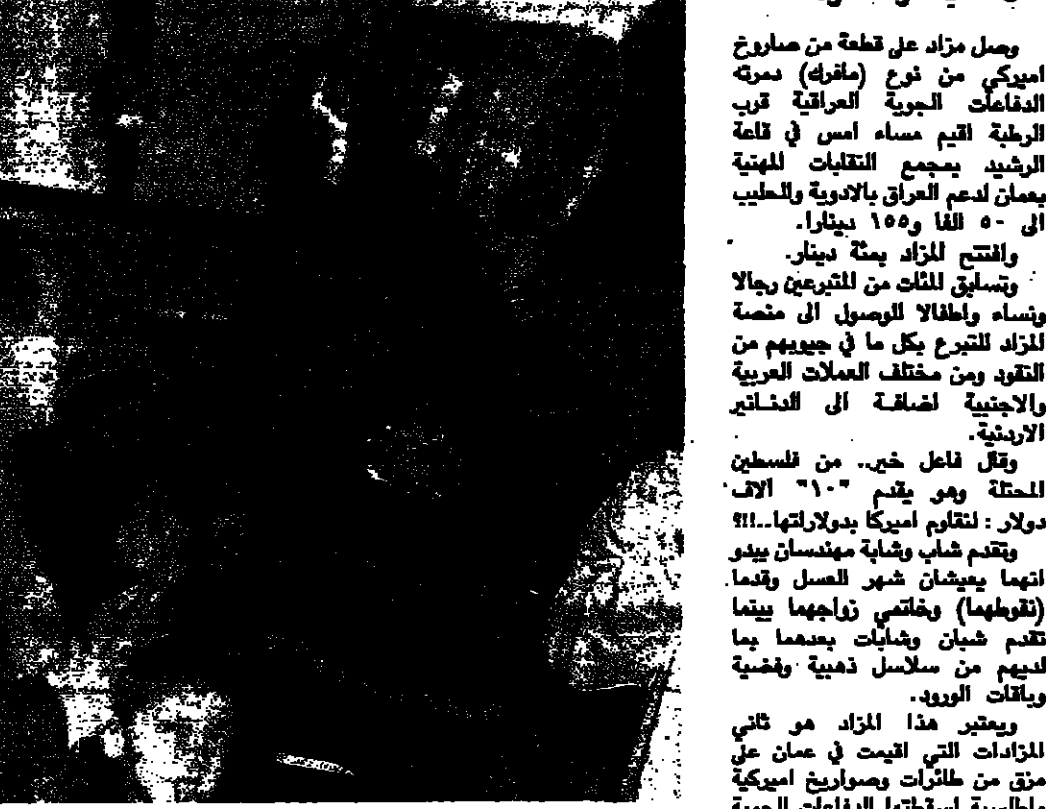 وصل مزاد على قطعة من صاروخ
اميركي من نوع (مافرك) دمرته
الدفاعات الجوية العراقية قرب
الرطبة اقيم مساء امس في قاعة
الرشيد بمجمع النقابات المهنية
بعمان لدعم العراق بالادوية والحليب
الى ٥٠ الفا و١٥٥ دينارا.
وافتتح المزاد بمئة دينار.
وتسابق المئات من المتبرعين رجالا
ونساء واطفالا للوصول الى منصة
المزاد للتبرع بكل ما في جيوبهم من
النقود ومن مختلف العملات العربية
والاجنبية اضافة الى الدنانير
الاردنية.
وقال فاعل خير.. من فلسطين
المحتلة وهو يقدم "١٠" آلاف
دولار : لنقاوم اميركا بدولاراتها..!!؟
وتقدم شاب وشابة مهندسان يبدو
انهما يعيشان شهر العسل وقدما
(نقوطهما) وخاتمي زواجهما بينما
تقدم شبان وشابات بعدهما بما
لديهم من سلاسل ذهبية وفضية
وباقات الورود.
ويعتبر هذا المزاد هو ثاني
المزادات التي اقيمت في عمان على
مزق من طائرات وصواريخ اميركية
واطلسية اسقطتها الدفاعات الجوية